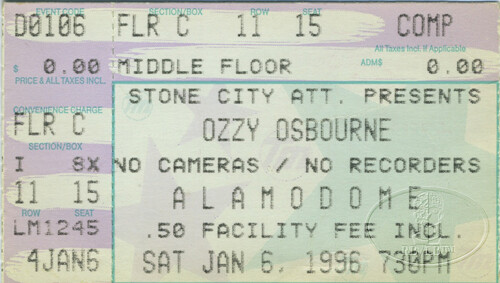 EVENT CODE SECTION/BOX ROW SEAT
D0106 FLR C 11 15 COMP
All Taxes Incl. If Applicable
$ 0.00 MIDDLE FLOOR ADM$ 0.00
PRICE & ALL TAXES INCL.
STONE CITY ATT. PRESENTS
CONVENIENCE CHARGE
FLR C OZZY OSBOURNE
SECTION/BOX
I 8X NO CAMERAS / NO RECORDERS
11 15 ALAMODOME
ROW SEAT
LM1245 .50 FACILITY FEE INCL.
4JAN6 SAT JAN 6, 1996 730PM